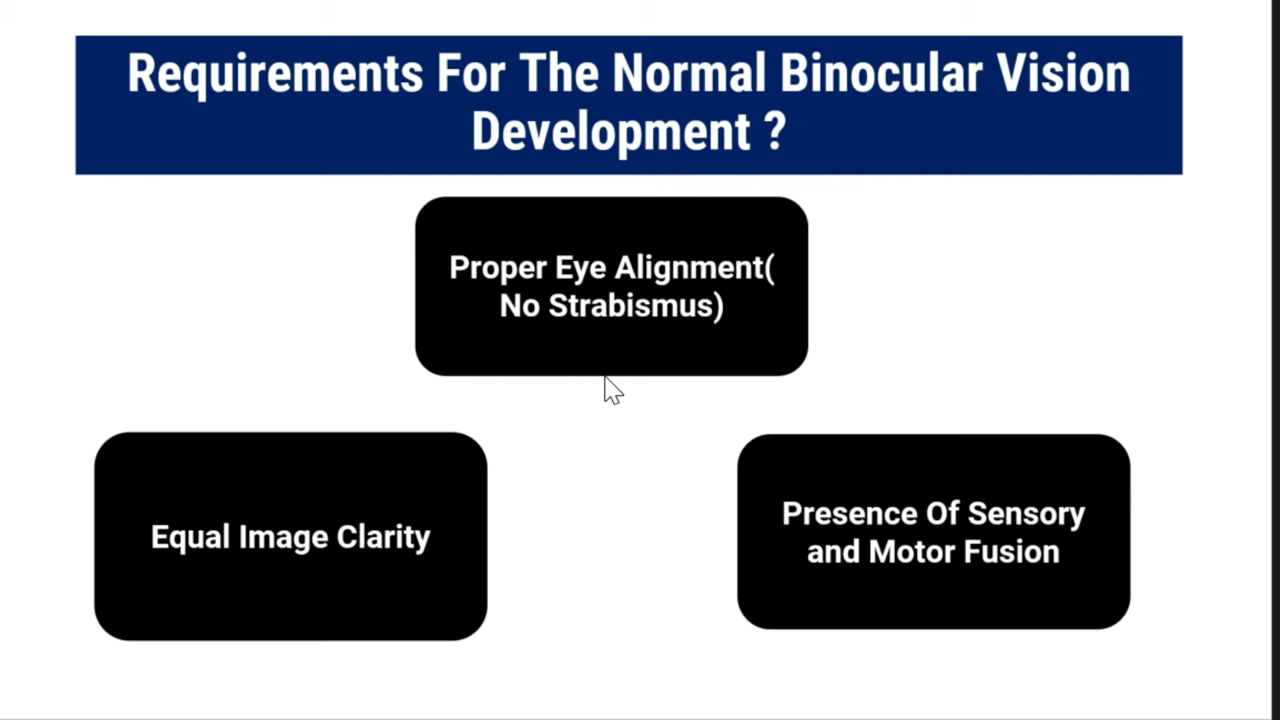 Requirements For The Normal Binocular Vision
Development ?
Proper Eye Alignment(
No Strabismus)
Equal Image Clarity
Presence Of Sensory
and Motor Fusion